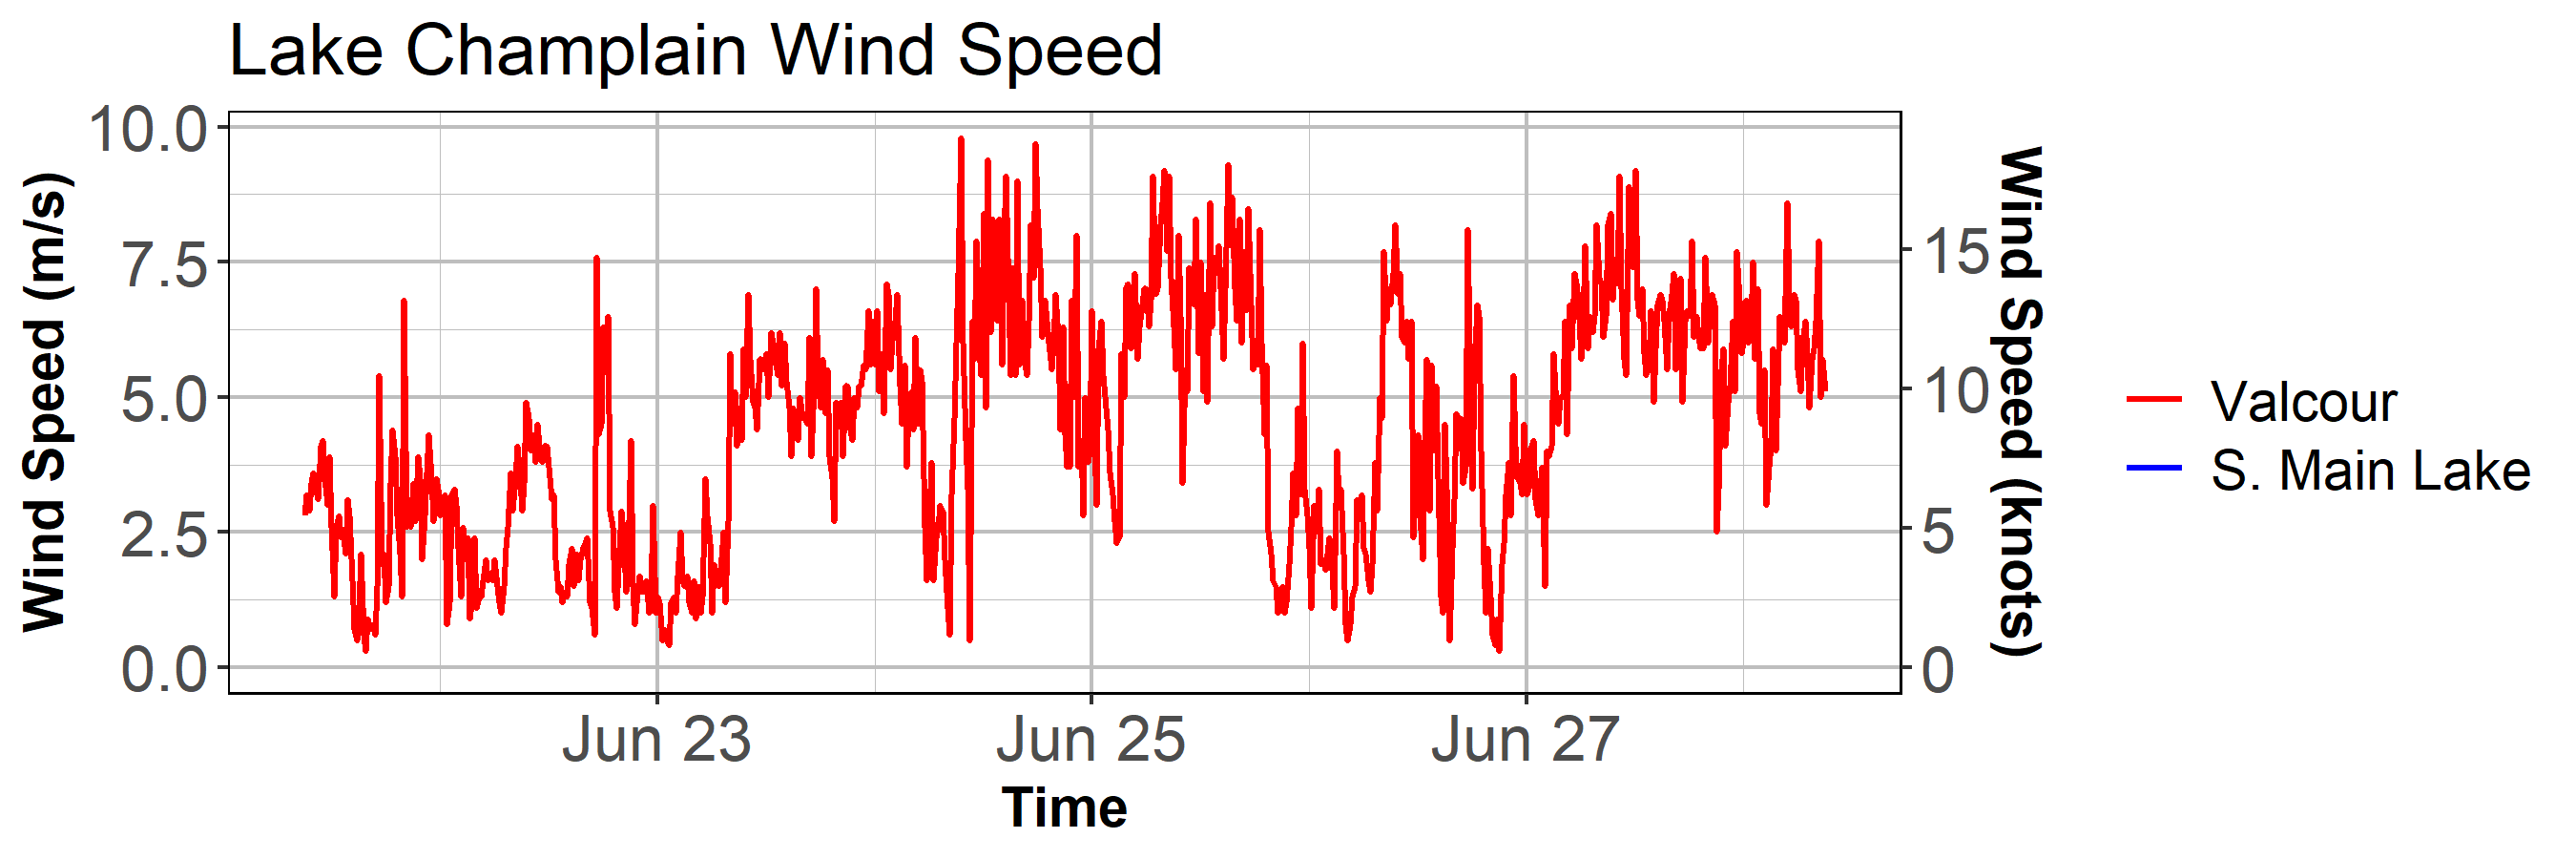 Lake Champlain Wind Speed
Wind Speed (m/s)
10.0
7.5
5.0
2.5
0.0
Jun 23
Jun 25
Jun 27
Time
15
10
5
0
Wind Speed (knots)
Valcour
S. Main Lake